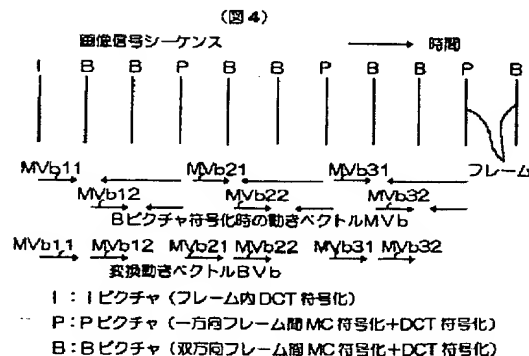 (図4)
画像信号シーケンス 時間
I B B P B B P B B P B
MVb11 MVb21 MVb31 フレーム
MVb12 MVb22 MVb32
Bピクチャ符号化時の動きベクトルMVb
MVb11 MVb12 MVb21 MVb22 MVb31 MVb32
変換動きベクトルBVb
I:Iピクチャ(フレーム内DCT符号化)
P:Pピクチャ(一方向フレーム間MC符号化+DCT符号化)
B:Bピクチャ(双方向フレーム間MC符号化+DCT符号化)